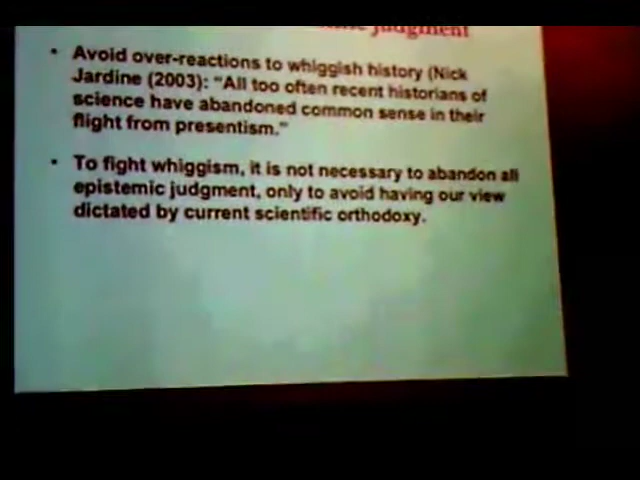 judgment
• Avoid over-reactions to whiggish history (Nick
Jardine (2003): "All too often recent historians of
science have abandoned common sense in their
flight from presentism."
• To fight whiggism, it is not necessary to abandon all
epistemic judgment, only to avoid having our view
dictated by current scientific orthodoxy.